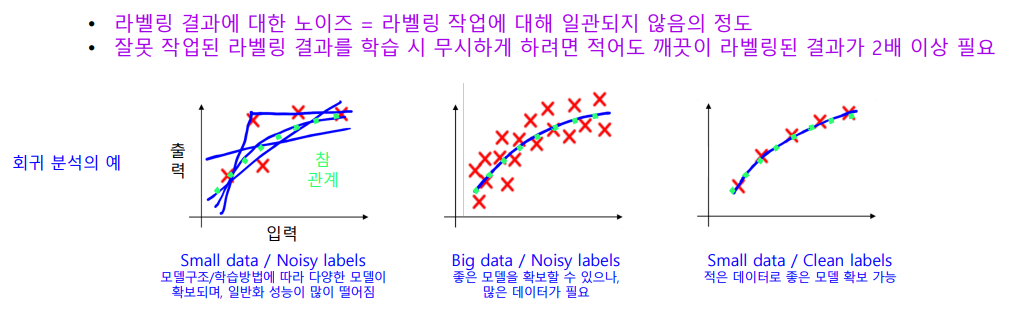 • 라벨링 결과에 대한 노이즈 = 라벨링 작업에 대해 일관되지 않음의 정도
• 잘못 작업된 라벨링 결과를 학습 시 무시하게 하려면 적어도 깨끗이 라벨링된 결과가 2배 이상 필요
회귀 분석의 예
출
력
참
관계
입력
Small data / Noisy labels
모델구조/학습방법에 따라 다양한 모델이
확보되며, 일반화 성능이 많이 떨어짐
Big data / Noisy labels
좋은 모델을 확보할 수 있으나,
많은 데이터가 필요
Small data / Clean labels
적은 데이터로 좋은 모델 확보 가능